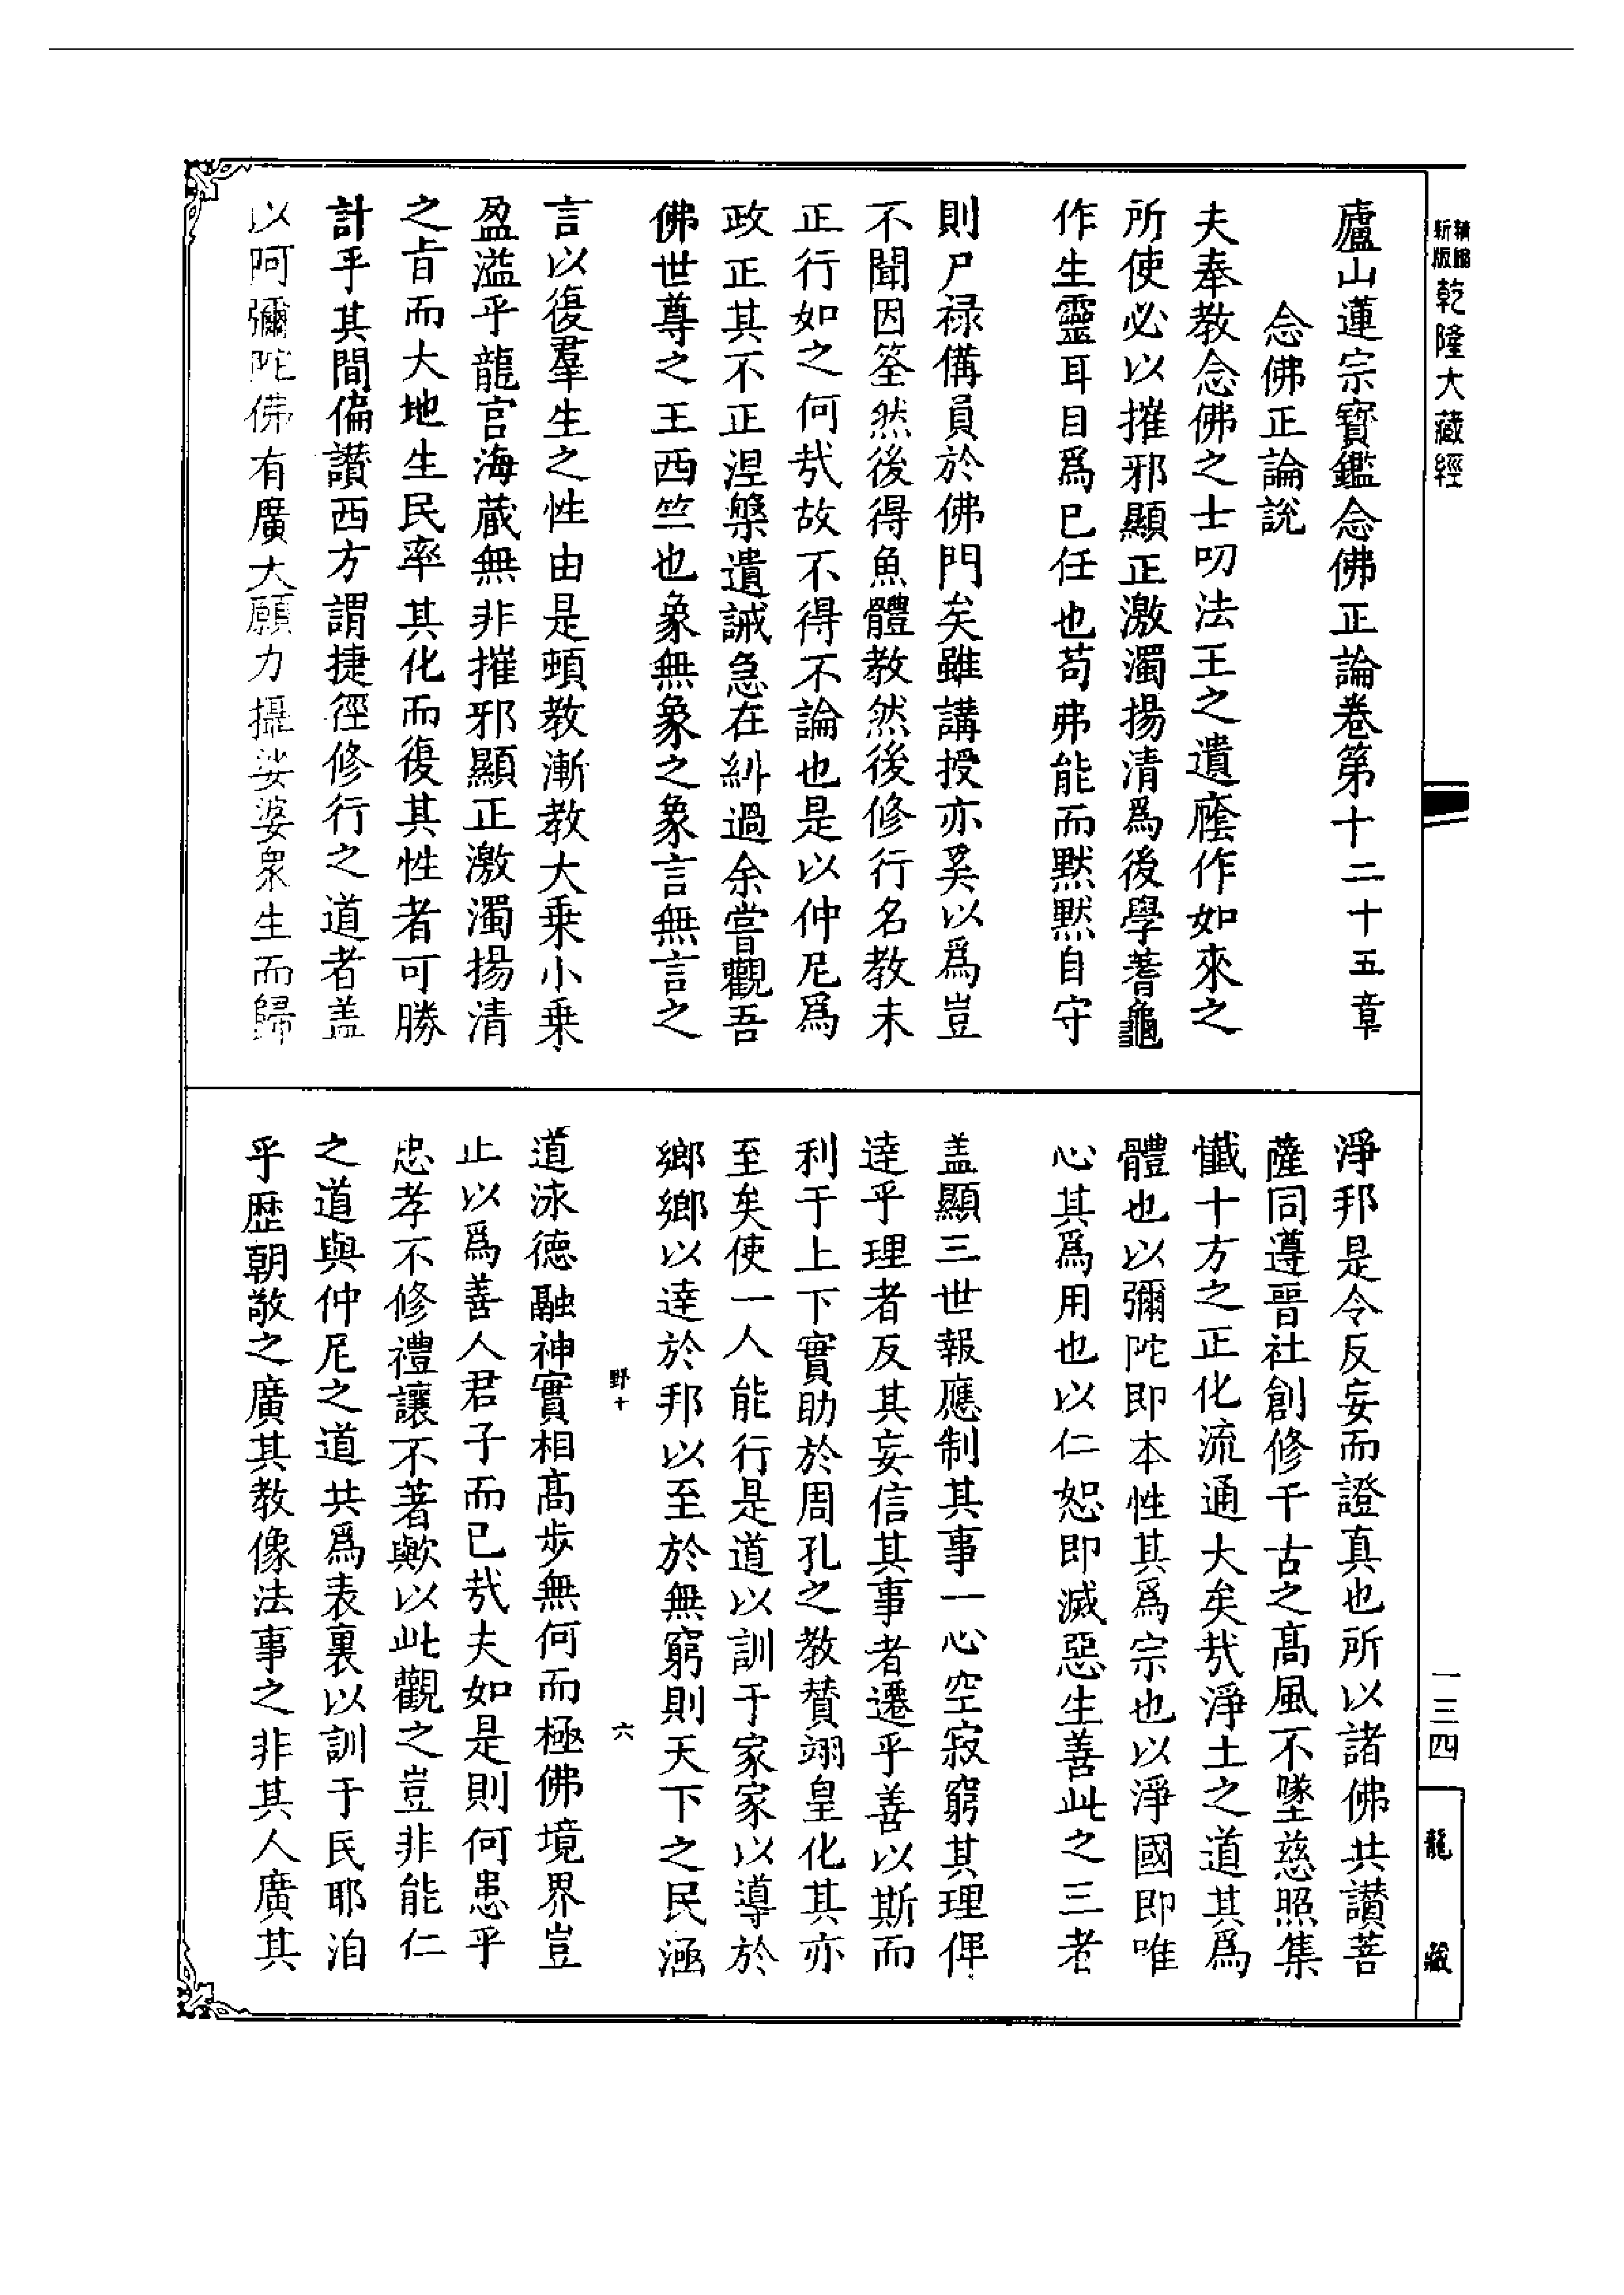 新版
乾隆大藏經
廬山蓮宗寶鑑念佛正論卷第十二十五章
念佛正論說
夫奉教念佛之士叨法王之遺廕作如來之
所使必以摧邪顯正激濁揚清爲後學蓍龜
作生靈耳目爲已任也苟弗能而默默自守
則尸祿備員於佛門矣雖講授亦奚以爲豈
不聞因筌然後得魚體教然後修行名教未
正行如之何㢤故不得不論也是以仲尼爲
政正其不正涅槃遺誡急在糾過余嘗觀吾
佛世尊之王西竺也象無象之象言無言之
言以復羣生之性由是頓教漸教大乗小乗
盈溢乎龍宫海藏無非摧邪顯正激濁揚清
之㫖而大地生民率其化而復其性者可勝
計乎其間偏讃西方謂捷徑修行之道者盖
以阿彌陀佛有廣大願力攝娑婆衆生而歸
淨邦是令反妄而證真也所以諸佛共讃菩
薩同遵晉社創修千古之髙風不墜慈照集
懴十方之正化流通大矣㢤淨土之道其爲
體也以彌陀即本性其爲宗也以淨國即唯
心其爲用也以仁恕即滅惡生善此之三者
盖顯三世報應制其事一心空寂窮其理俾
達乎理者反其妄信其事者遷乎善以斯而
利于上下實助於周孔之教賛翊皇化其亦
至矣使一人能行是道以訓于家家以導於
鄉鄉以達於邦以至於無窮則天下之民涵
野十
六
道泳德融神實相髙步無何而極佛境界豈
止以爲善人君子而已㢤夫如是則何患乎
忠孝不修禮讓不著歟以此觀之豈非能仁
之道與仲尼之道共爲表裏以訓于民耶洎
乎歴朝敬之廣其教像法事之非其人廣其
一三四
龍藏